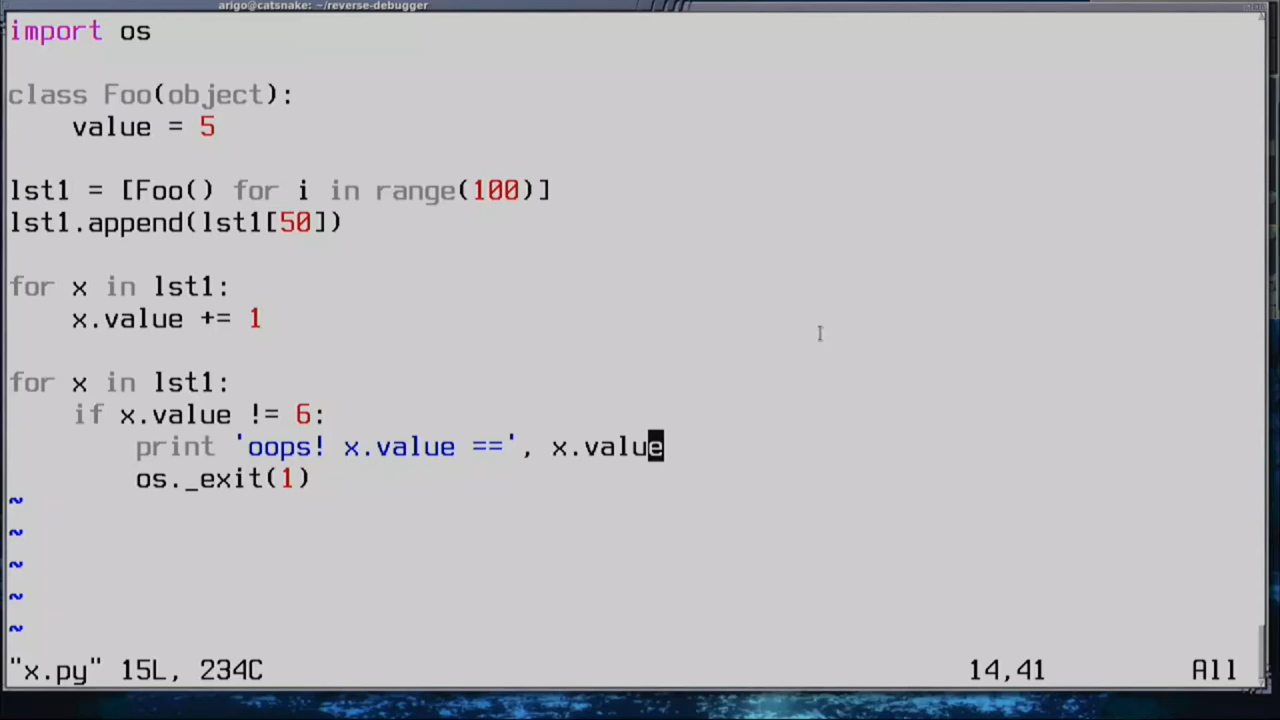 arigo@catsnake: ~/reverse-debugger
import os
class Foo(object):
    value = 5
lst1 = [Foo() for i in range(100)]
lst1.append(lst1[50])
for x in lst1:
    x.value += 1
for x in lst1:
    if x.value != 6:
        print 'oops! x.value ==', x.value
        os._exit(1)
~
~
~
~
~
"x.py" 15L, 234C 14,41 All